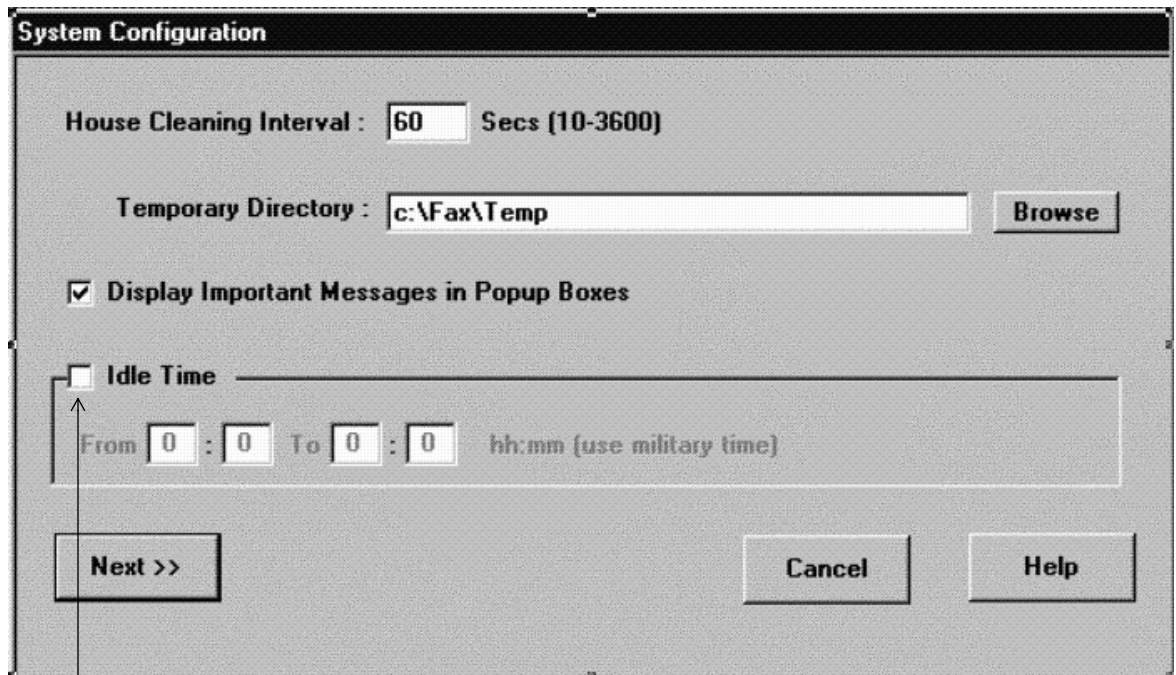 System Configuration
House Cleaning Interval : 60 Secs (10-3600)
Temporary Directory : c:\Fax\Temp Browse
Display Important Messages in Popup Boxes
Idle Time
From 0 : 0 To 0 : 0 hh:mm (use military time)
Next >> Cancel Help